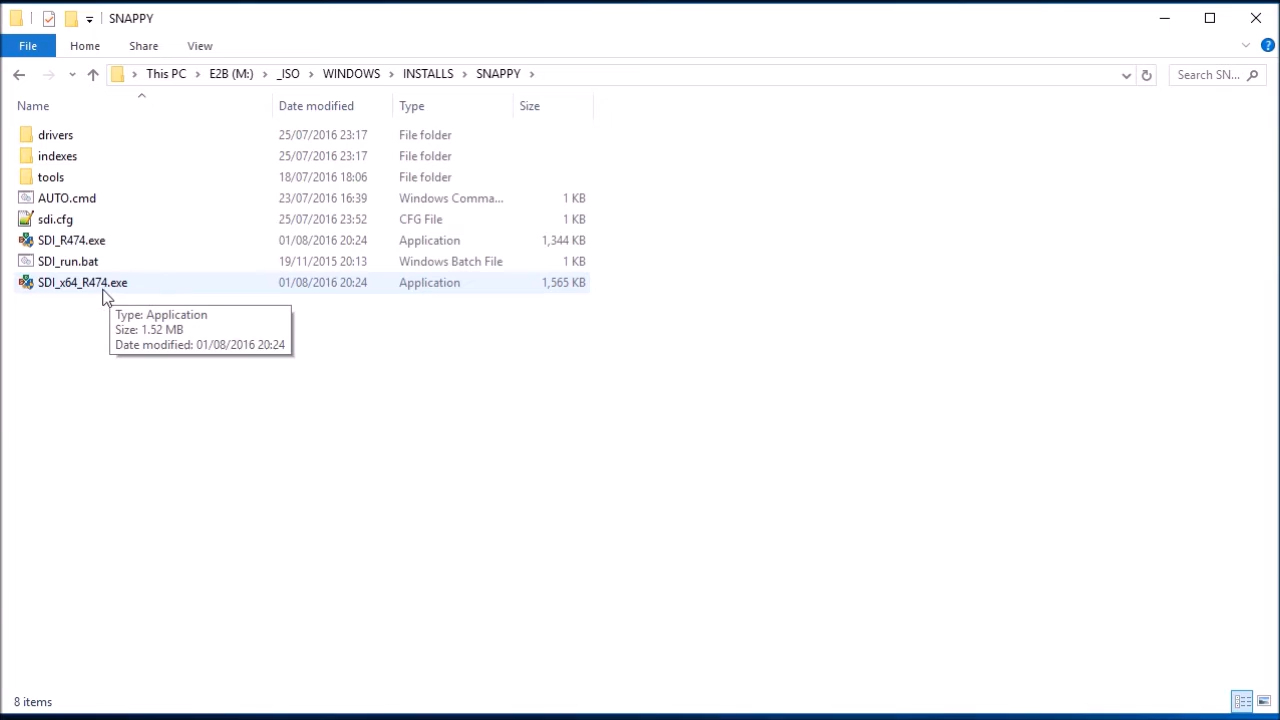 SNAPPY
File Home Share View
This PC E2B (M:) _ISO WINDOWS INSTALLS SNAPPY Search SN...
Name Date modified Type Size
drivers 25/07/2016 23:17 File folder
indexes 25/07/2016 23:17 File folder
tools 18/07/2016 18:06 File folder
AUTO.cmd 23/07/2016 16:39 Windows Comma... 1 KB
sdi.cfg 25/07/2016 23:52 CFG File 1 KB
SDI_R474.exe 01/08/2016 20:24 Application 1,344 KB
SDI_run.bat 19/11/2015 20:13 Windows Batch File 1 KB
SDI_x64_R474.exe 01/08/2016 20:24 Application 1,565 KB
Type: Application
Size: 1.52 MB
Date modified: 01/08/2016 20:24
8 items